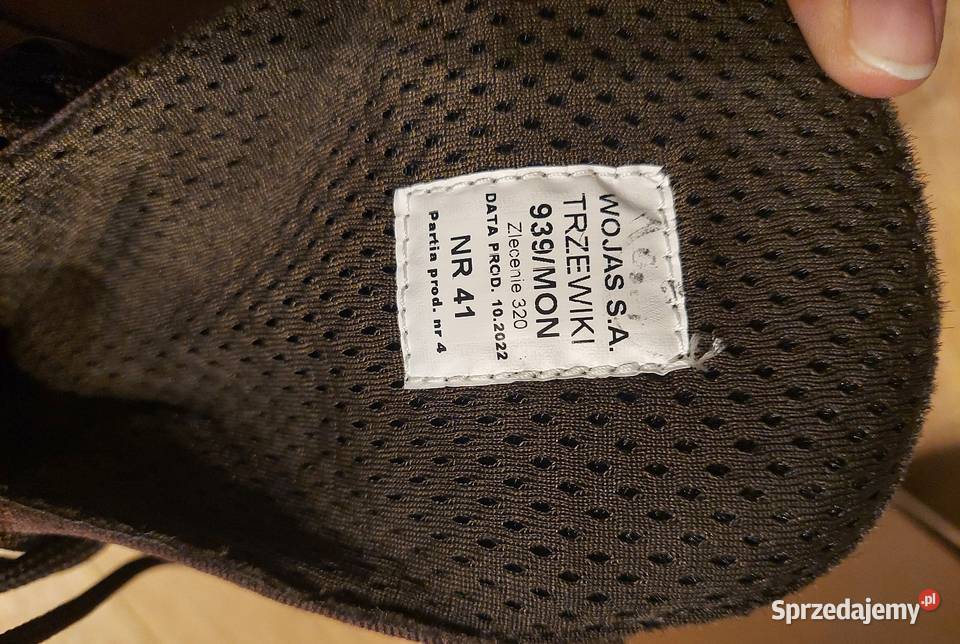 WOJAS S.A.
TRZEWIKI
939/MON
Zlecenie 320
DATA PROD. 10.2022
NR 41
Partia prod. nr 4
Sprzedajemy.pl